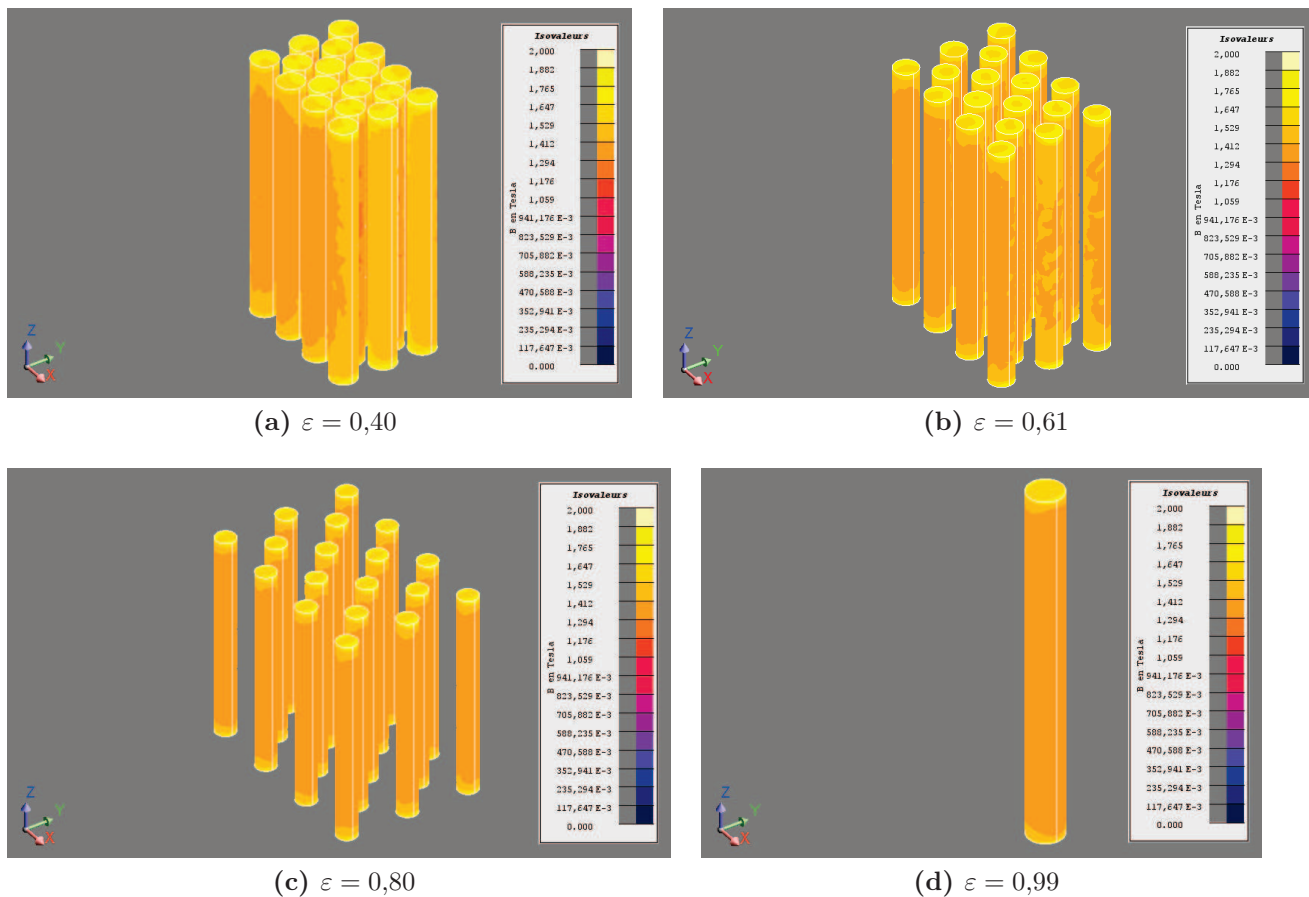 Isovaleurs
2,000
1,882
1,765
1,647
1,529
1,412
1,294
1,176
1,059
941,176 E-3
823,529 E-3
705,882 E-3
588,235 E-3
470,588 E-3
352,941 E-3
235,294 E-3
117,647 E-3
0.000
B en Tesla
Z
Y
X
(a) ε = 0,40
Isovaleurs
2,000
1,882
1,765
1,647
1,529
1,412
1,294
1,176
1,059
941,176 E-3
823,529 E-3
705,882 E-3
588,235 E-3
470,588 E-3
352,941 E-3
235,294 E-3
117,647 E-3
0.000
B en Tesla
Z
Y
X
(b) ε = 0,61
Isovaleurs
2,000
1,882
1,765
1,647
1,529
1,412
1,294
1,176
1,059
941,176 E-3
823,529 E-3
705,882 E-3
588,235 E-3
470,588 E-3
352,941 E-3
235,294 E-3
117,647 E-3
0.000
B en Tesla
Z
Y
X
(c) ε = 0,80
Isovaleurs
2,000
1,882
1,765
1,647
1,529
1,412
1,294
1,176
1,059
941,176 E-3
823,529 E-3
705,882 E-3
588,235 E-3
470,588 E-3
352,941 E-3
235,294 E-3
117,647 E-3
0.000
B en Tesla
Z
Y
X
(d) ε = 0,99